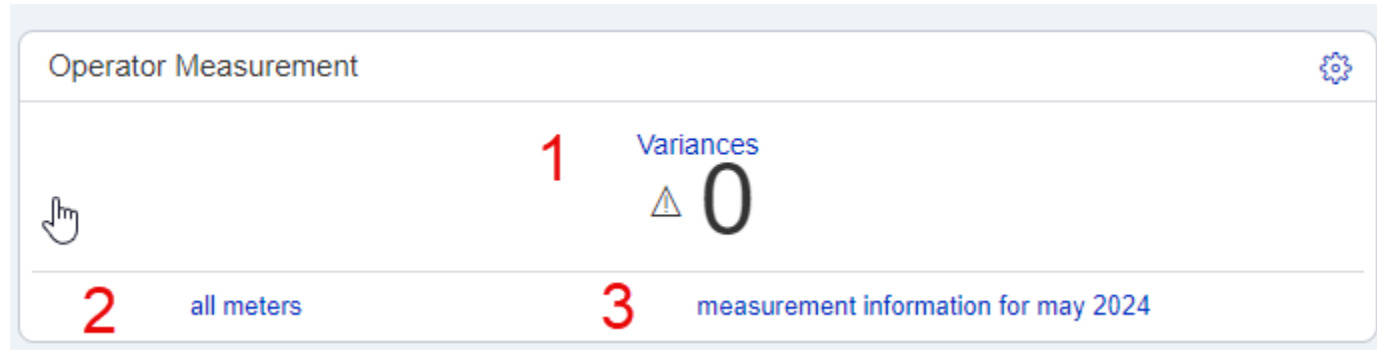 Operator Measurement
1 Variances
0
2 all meters 3 measurement information for may 2024